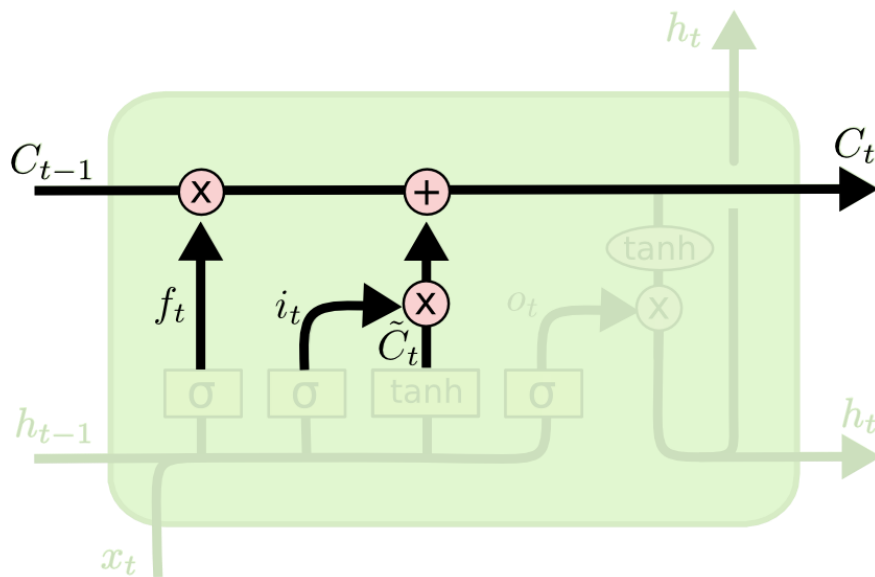 h_t
C_{t-1}
C_t
x
+
tanh
f_t
i_t
x
o_t
x
C̃_t
σ
σ
tanh
σ
h_{t-1}
h_t
x_t